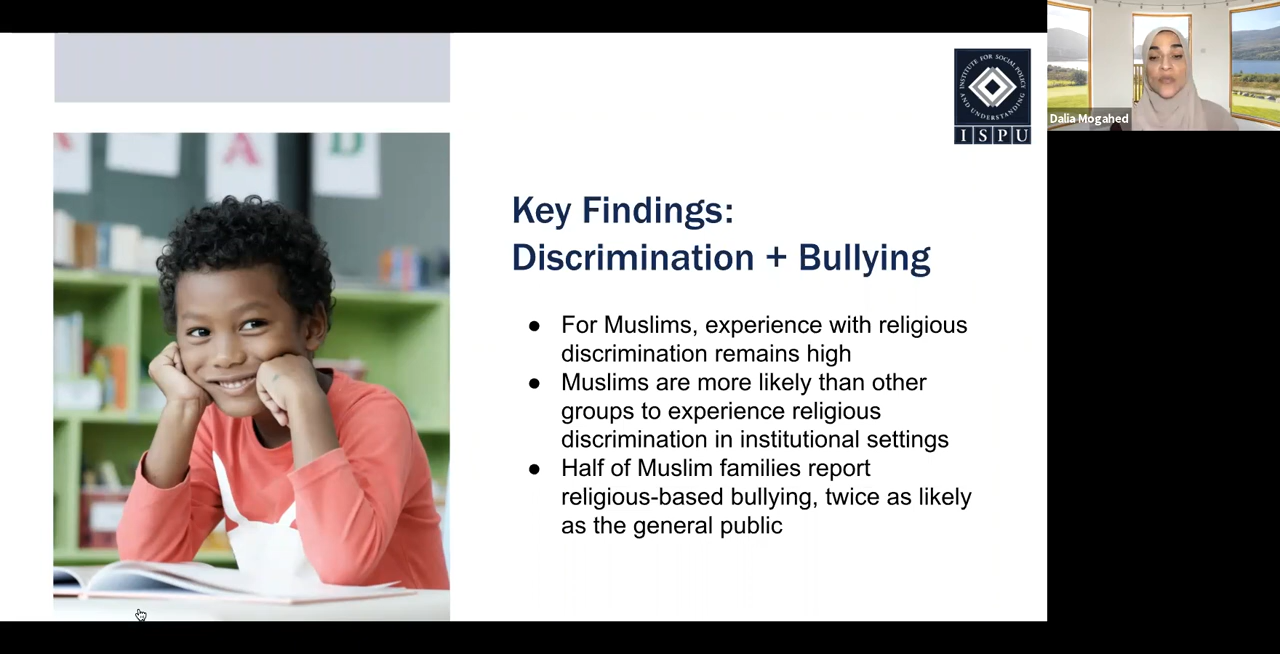 A
D
INSTITUTE FOR SOCIAL POLICY
AND UNDERSTANDING
ISPU
Dalia Mogahed
Key Findings:
Discrimination + Bullying
● For Muslims, experience with religious
discrimination remains high
● Muslims are more likely than other
groups to experience religious
discrimination in institutional settings
● Half of Muslim families report
religious-based bullying, twice as likely
as the general public